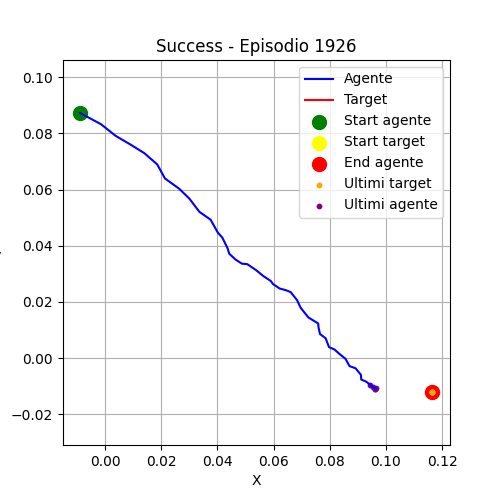 Success - Episodio 1926
0.10
0.08
0.06
0.04
0.02
0.00
−0.02
Agente
Target
Start agente
Start target
End agente
Ultimi target
Ultimi agente
0.00 0.02 0.04 0.06 0.08 0.10 0.12
X